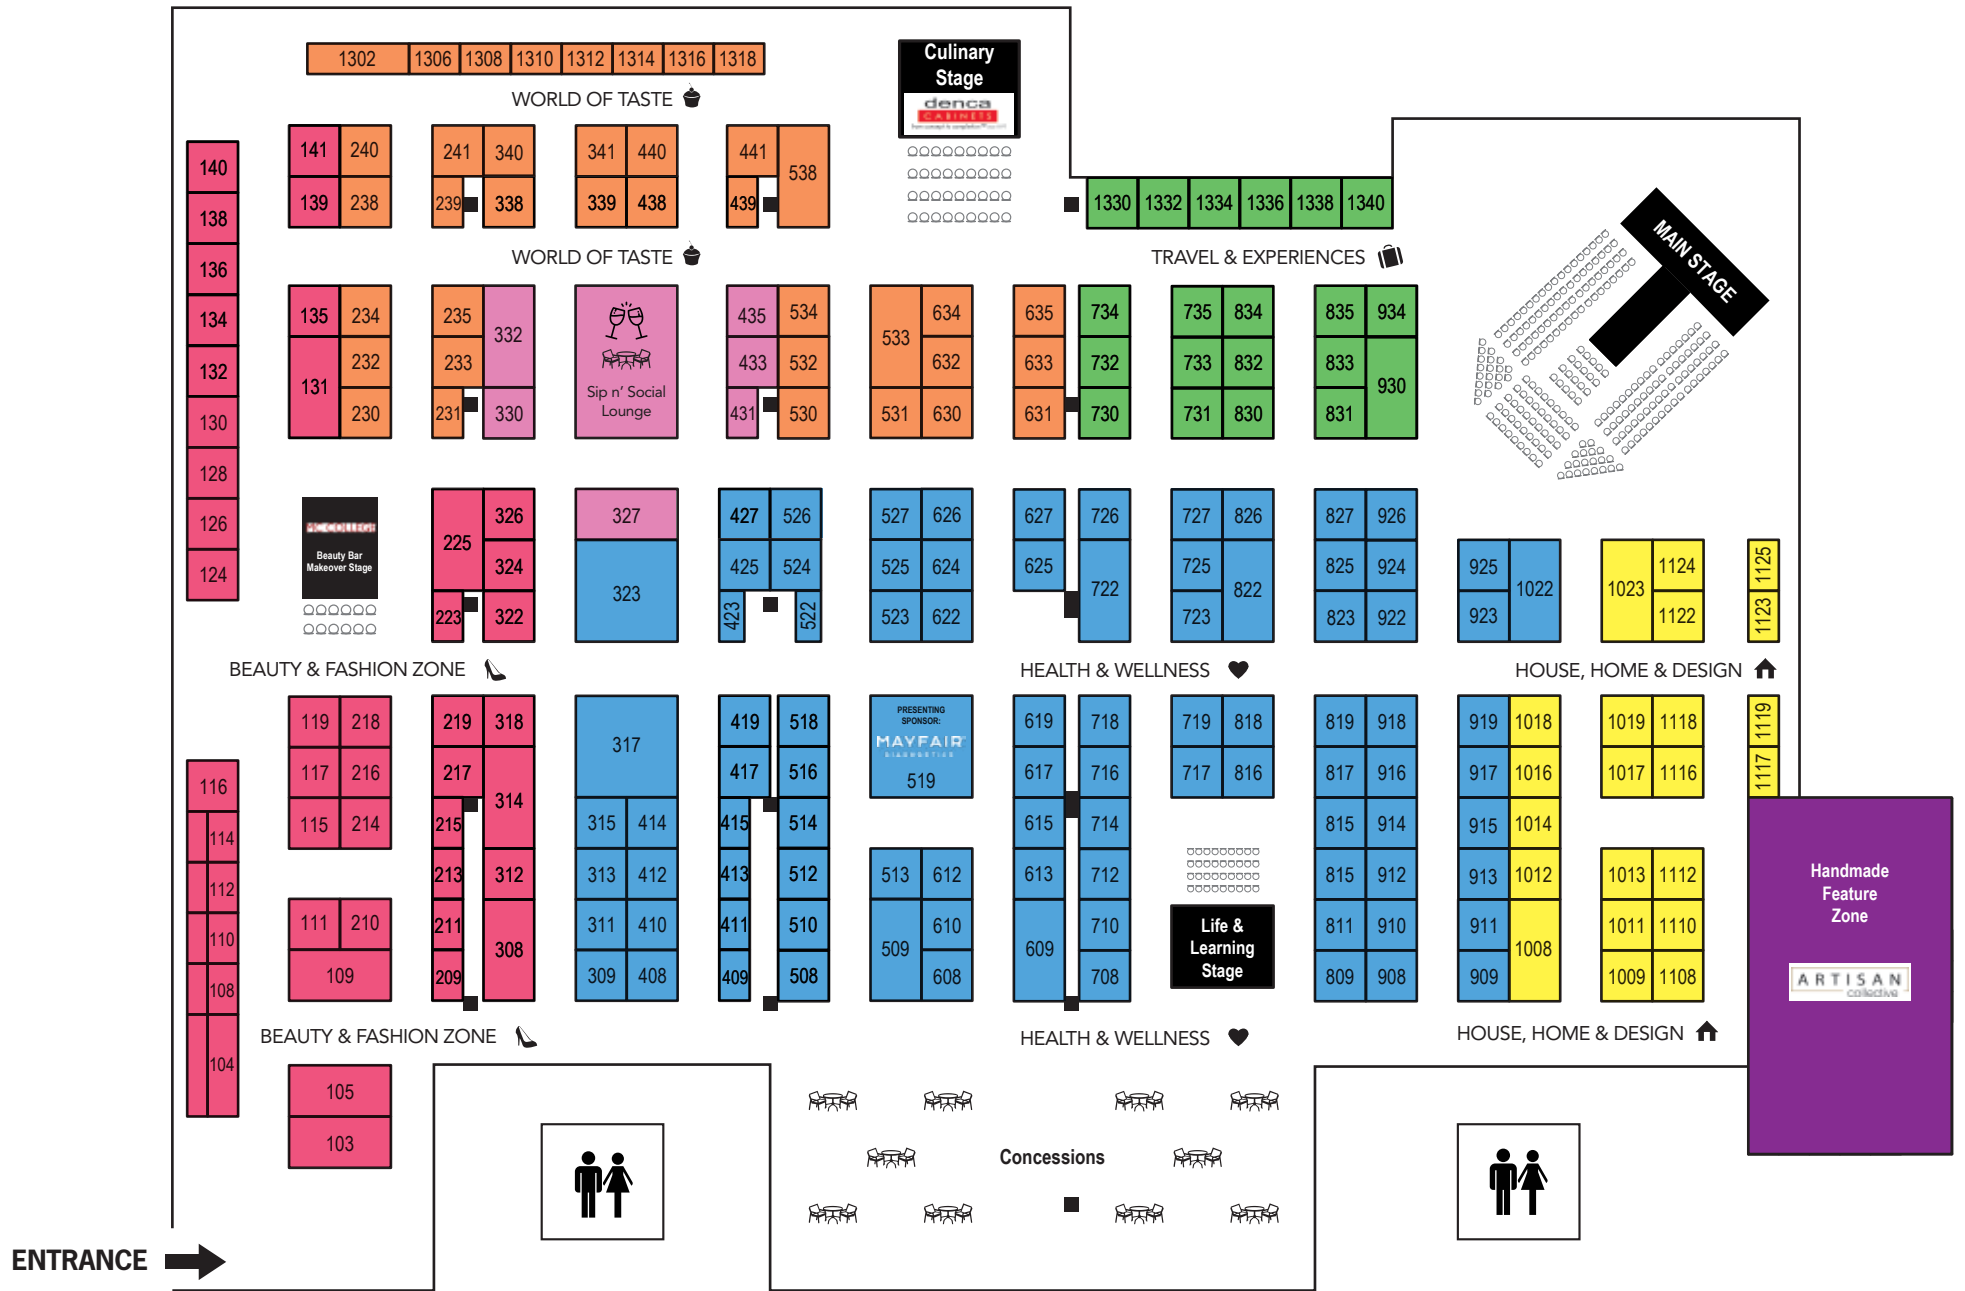 1302 1306 1308 1310 1312 1314 1316 1318
WORLD OF TASTE
Culinary
Stage
denca
CABINETS
141 240 241 340 341 440 441 538
139 238 239 338 339 438 439
140
138
136
134
132
130
128
126
124
1330 1332 1334 1336 1338 1340
WORLD OF TASTE
TRAVEL & EXPERIENCES
MAIN STAGE
135 234 235 332 435 534 533 634 635 734 735 834 835 934
131 232 233 433 532 632 633 732 733 832 833 930
230 231 330 431 530 531 630 631 730 731 830 831
Sip n' Social
Lounge
MC COLLEGE
Beauty Bar
Makeover Stage
225 326 327 427 526 527 626 627 726 727 826 827 926
324 323 425 524 525 624 625 722 725 822 825 924 925 1022 1023 1124 1125
223 322 423 522 523 622 723 823 922 923 1122 1123
BEAUTY & FASHION ZONE
HEALTH & WELLNESS
HOUSE, HOME & DESIGN
119 218 219 318 317 419 518
PRESENTING
SPONSOR:
MAYFAIR
DIAGNOSTICS
519
619 718 719 818 819 918 919 1018 1019 1118 1119
116 117 216 217 314 417 516 617 716 717 816 817 916 917 1016 1017 1116 1117
114 115 214 215 315 414 415 514 615 714 815 914 915 1014
112 213 312 313 412 413 512 513 612 613 712 815 912 913 1012 1013 1112
110 111 210 211 308 311 410 411 510 509 610 609 710 811 910 911 1008 1011 1110
108 109 209 309 408 409 508 608 708 809 908 909 1009 1108
104
Life &
Learning
Stage
Handmade
Feature
Zone
ARTISAN
collective
BEAUTY & FASHION ZONE
HEALTH & WELLNESS
HOUSE, HOME & DESIGN
105
103
Concessions
ENTRANCE